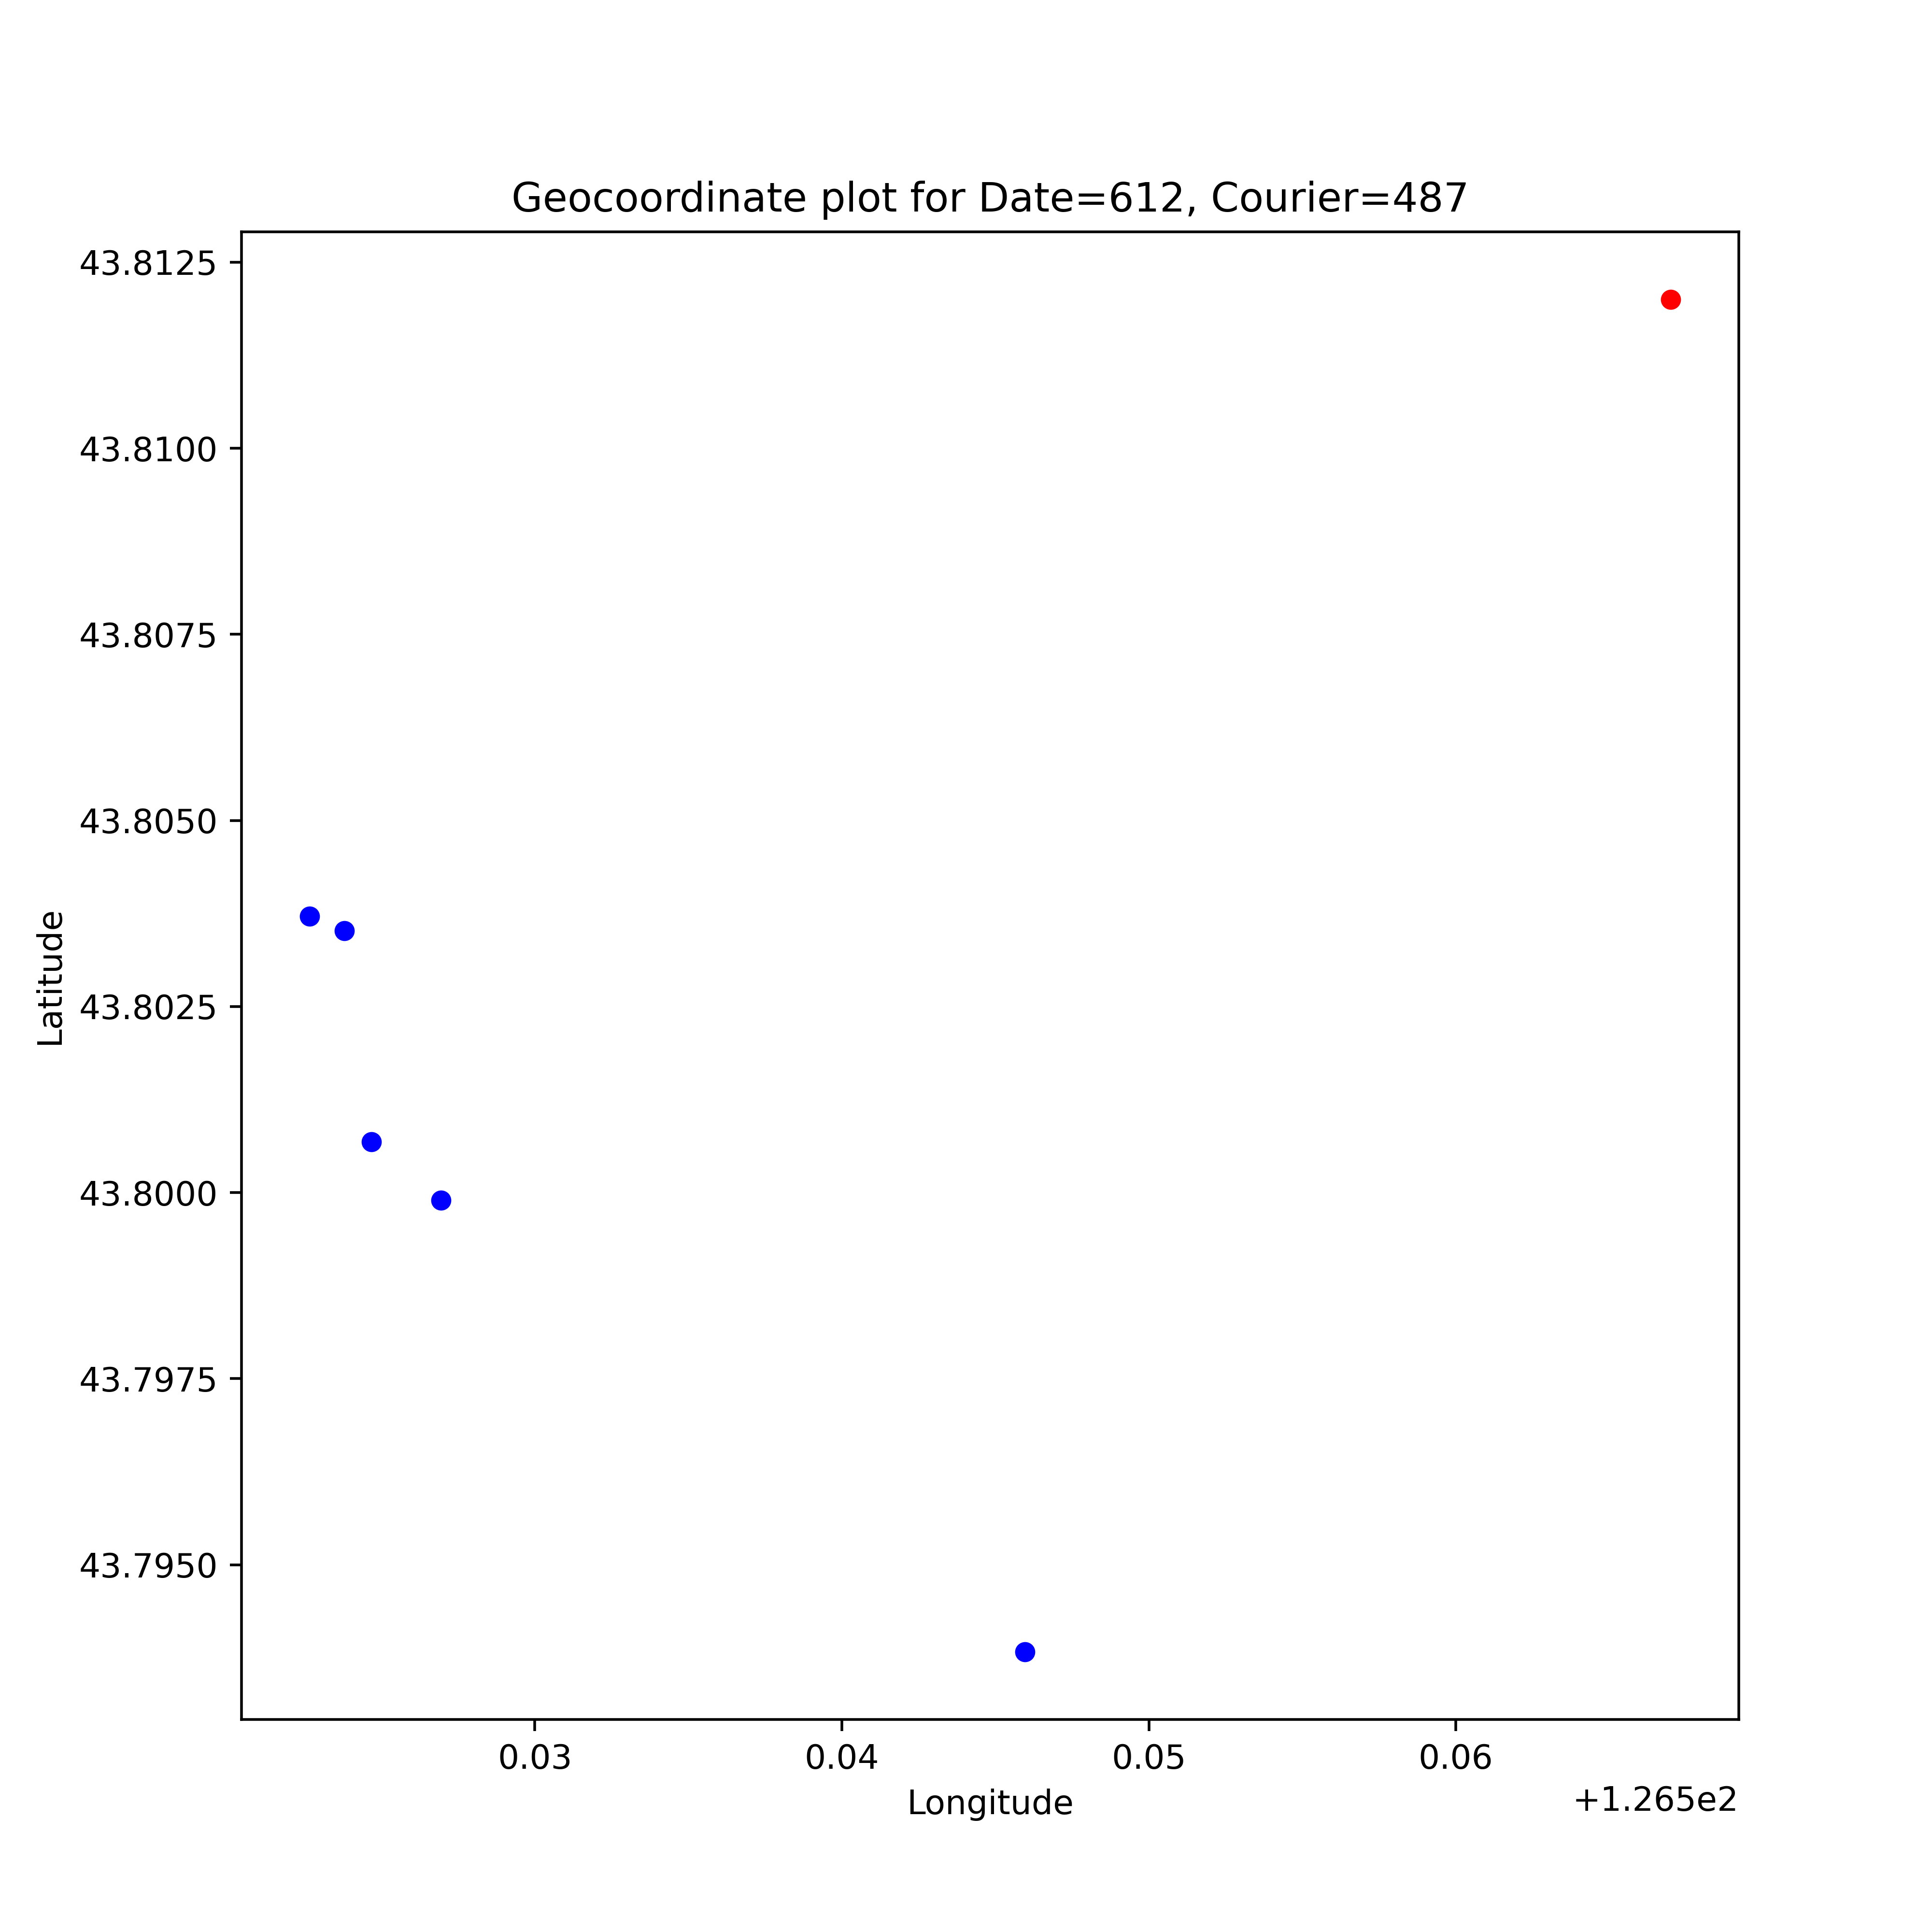 Geocoordinate plot for Date=612, Courier=487
43.8125
43.8100
43.8075
43.8050
43.8025
43.8000
43.7975
43.7950
Latitude
0.03 0.04 0.05 0.06
Longitude
+1.265e2